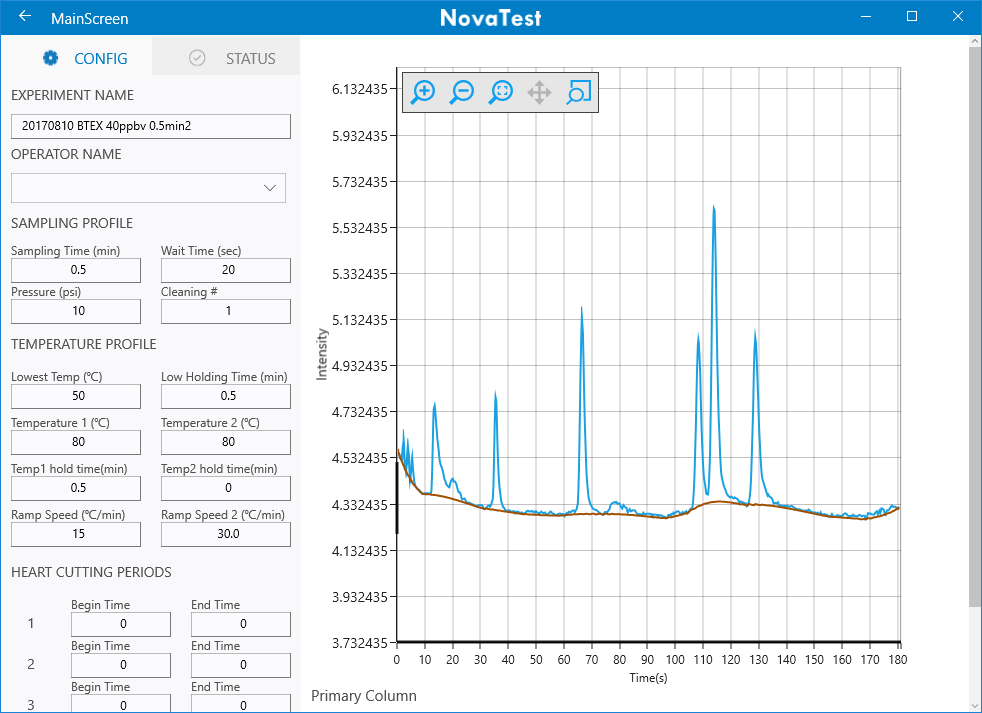 MainScreen
NovaTest
CONFIG
STATUS
EXPERIMENT NAME
20170810 BTEX 40ppbv 0.5min2
OPERATOR NAME
SAMPLING PROFILE
Sampling Time (min) Wait Time (sec)
0.5 20
Pressure (psi) Cleaning #
10 1
TEMPERATURE PROFILE
Lowest Temp (℃) Low Holding Time (min)
50 0.5
Temperature 1 (℃) Temperature 2 (℃)
80 80
Temp1 hold time(min) Temp2 hold time(min)
0.5 0
Ramp Speed (℃/min) Ramp Speed 2 (℃/min)
15 30.0
HEART CUTTING PERIODS
Begin Time End Time
1 0 0
Begin Time End Time
2 0 0
Begin Time End Time
3 0 0
Intensity
6.132435
5.932435
5.732435
5.532435
5.332435
5.132435
4.932435
4.732435
4.532435
4.332435
4.132435
3.932435
3.732435
0 10 20 30 40 50 60 70 80 90 100 110 120 130 140 150 160 170 180
Time(s)
Primary Column